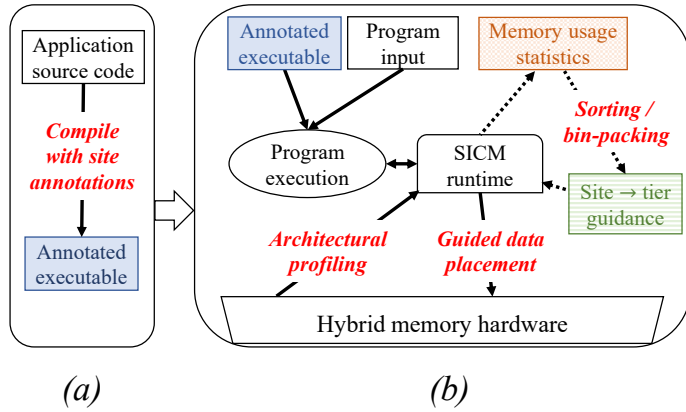 Application
source code
Compile
with site
annotations
Annotated
executable
(a)
Annotated
executable
Program
input
Memory usage
statistics
Sorting /
bin-packing
Program
execution
SICM
runtime
Site → tier
guidance
Architectural
profiling
Guided data
placement
Hybrid memory hardware
(b)